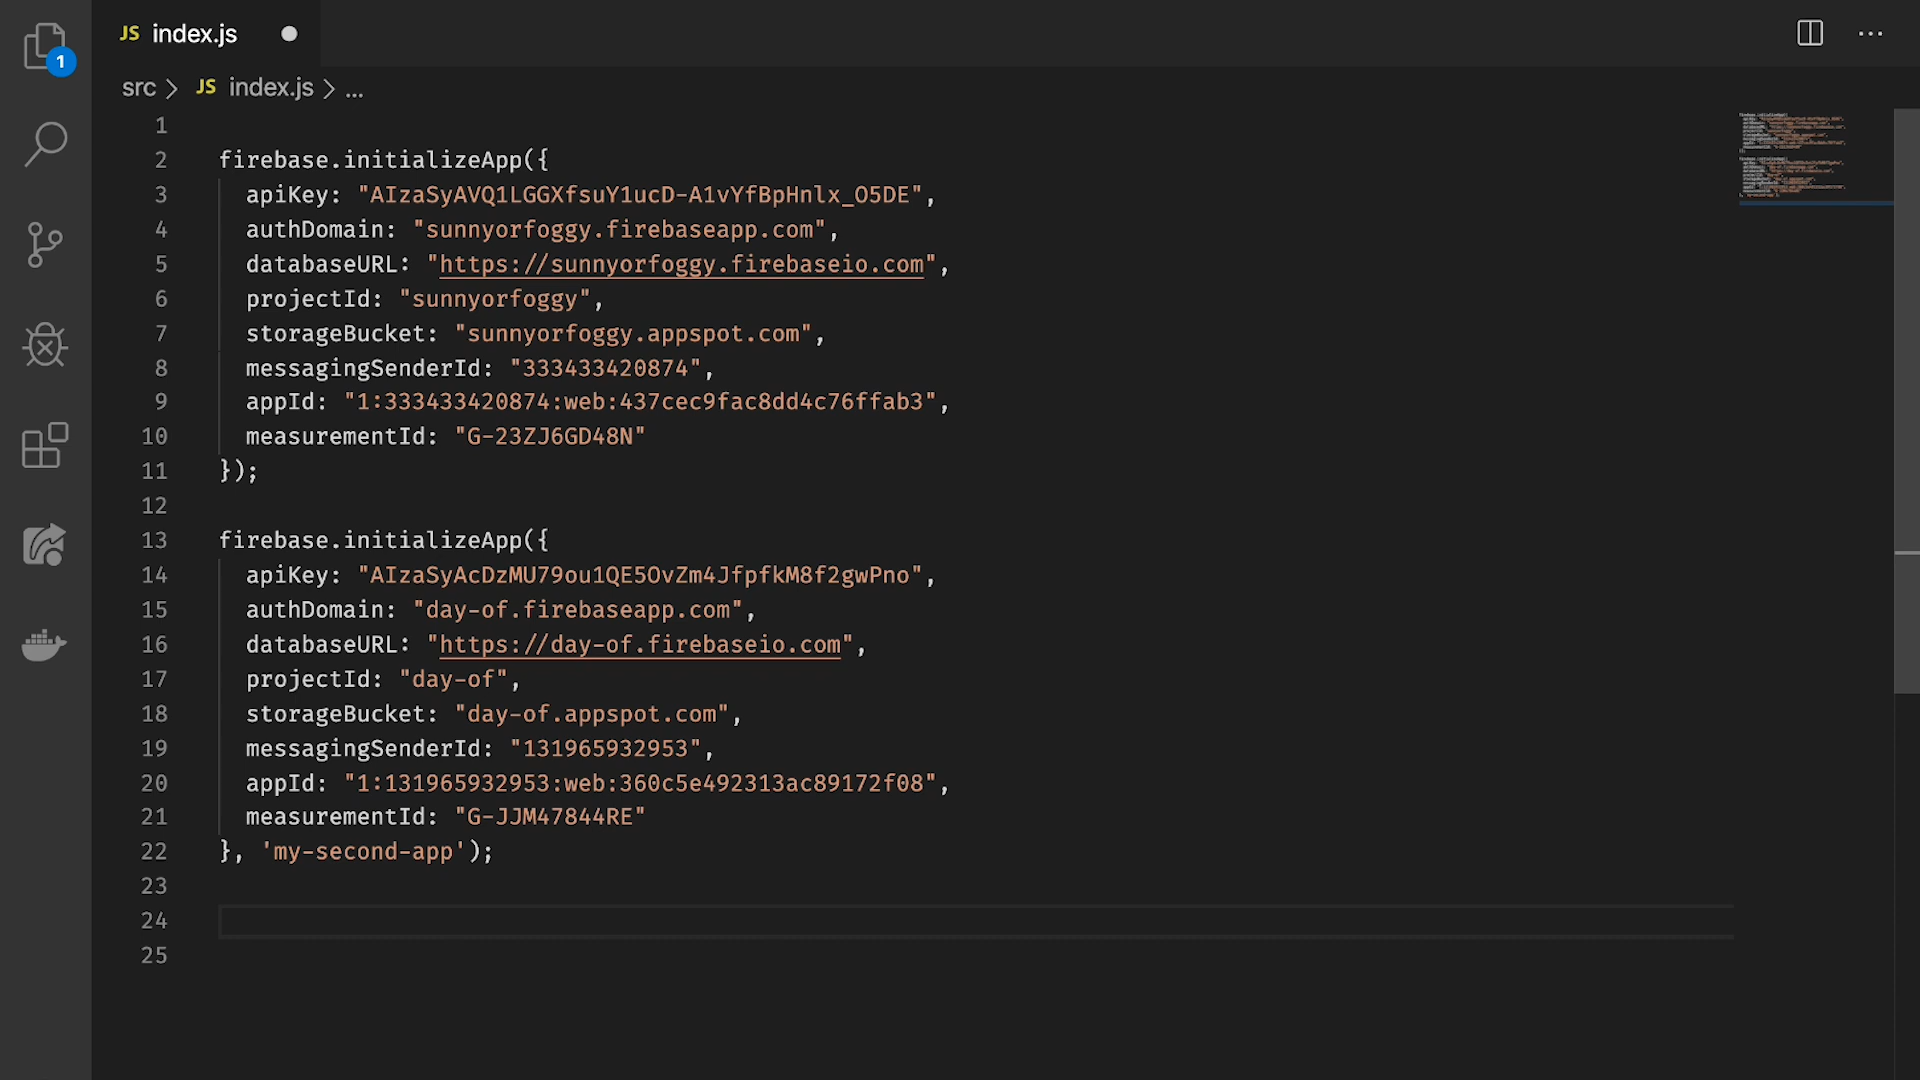 JS index.js
1
src > JS index.js > ...
1
2 firebase.initializeApp({
3 apiKey: "AIzaSyAVQ1LGGXfsuY1ucD-A1vYfBpHnlx_O5DE",
4 authDomain: "sunnyorfoggy.firebaseapp.com",
5 databaseURL: "https://sunnyorfoggy.firebaseio.com",
6 projectId: "sunnyorfoggy",
7 storageBucket: "sunnyorfoggy.appspot.com",
8 messagingSenderId: "333433420874",
9 appId: "1:333433420874:web:437cec9fac8dd4c76ffab3",
10 measurementId: "G-23ZJ6GD48N"
11 });
12
13 firebase.initializeApp({
14 apiKey: "AIzaSyAcDzMU79ou1QE5OvZm4JfpfkM8f2gwPno",
15 authDomain: "day-of.firebaseapp.com",
16 databaseURL: "https://day-of.firebaseio.com",
17 projectId: "day-of",
18 storageBucket: "day-of.appspot.com",
19 messagingSenderId: "131965932953",
20 appId: "1:131965932953:web:360c5e492313ac89172f08",
21 measurementId: "G-JJM47844RE"
22 }, 'my-second-app');
23
24
25